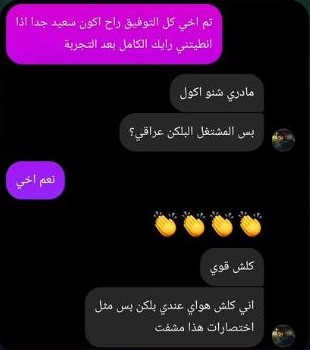 تم اخي كل التوفيق راح اكون سعيد جدا اذا
انطيتني رايك الكامل بعد التجربة
مادري شنو اكول
بس المشتغل البلكن عراقي؟
نعم اخي
👏👏👏👏
كلش قوي
اني كلش هواي عندي بلكن بس مثل
اختصارات هذا مشفت